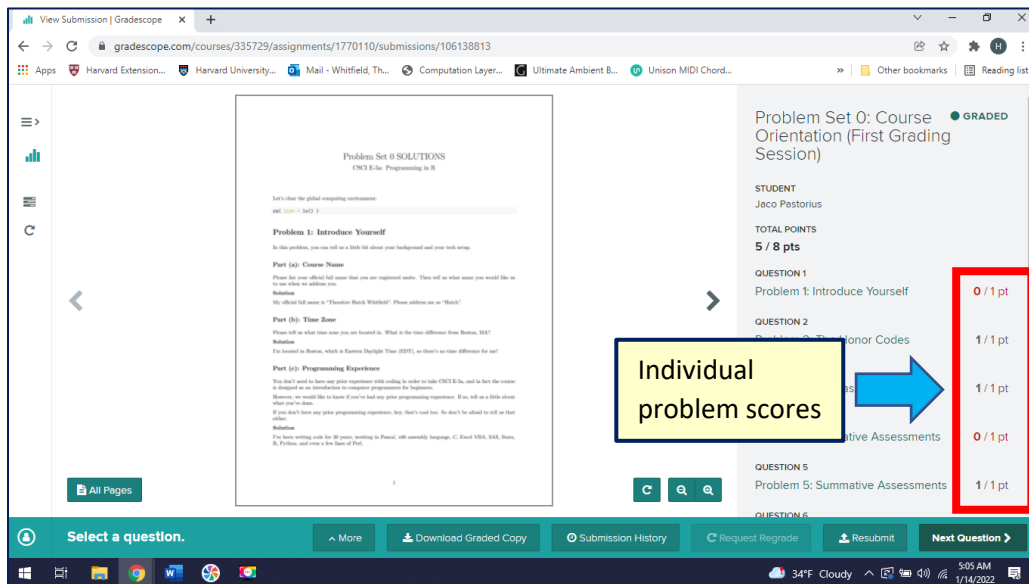 View Submission | Gradescope
gradescope.com/courses/335729/assignments/1770110/submissions/106138813
H
Apps
Harvard Extension...
Harvard University...
Mail - Whitfield, Th...
Computation Layer...
Ultimate Ambient B...
Unison MIDI Chord...
»
Other bookmarks
Reading list
Problem Set 0 SOLUTIONS
CSCI E-5a: Programming in R
Let's clear the global computing environment:
rm( list = ls() )
Problem 1: Introduce Yourself
In this problem, you can tell us a little bit about your background and your tech setup.
Part (a): Course Name
Please list your official full name that you are registered under. Then tell us what name you would like us
to use when we address you.
Solution
My official full name is "Theodore Hatch Whitfield". Please address me as "Hatch".
Part (b): Time Zone
Please tell us what time zone you are located in. What is the time difference from Boston, MA?
Solution
I'm located in Boston, which is Eastern Daylight Time (EDT), so there's no time difference for me!
Part (c): Programming Experience
You don't need to have any prior experience with coding in order to take CSCI E-5a, and in fact the course
is designed as an introduction to computer programmers for beginners.
However, we would like to know if you've had any prior programming experience. If so, tell us a little about
what you've done.
If you don't have any prior programming experience, hey, that's cool too. So don't be afraid to tell us that
either.
Solution
I've been writing code for 30 years, working in Pascal, x86 assembly language, C, Excel VBA, SAS, Stata,
R, Python, and even a few lines of Perl.
1
All Pages
Problem Set 0: Course
Orientation (First Grading
Session)
GRADED
STUDENT
Jaco Pastorius
TOTAL POINTS
5 / 8 pts
QUESTION 1
Problem 1: Introduce Yourself 0 / 1 pt
QUESTION 2
Honor Codes 1 / 1 pt
Individual
problem scores
1 / 1 pt
ative Assessments 0 / 1 pt
QUESTION 5
Problem 5: Summative Assessments 1 / 1 pt
QUESTION 6
Select a question.
More
Download Graded Copy
Submission History
Request Regrade
Resubmit
Next Question
34°F Cloudy
5:05 AM
1/14/2022